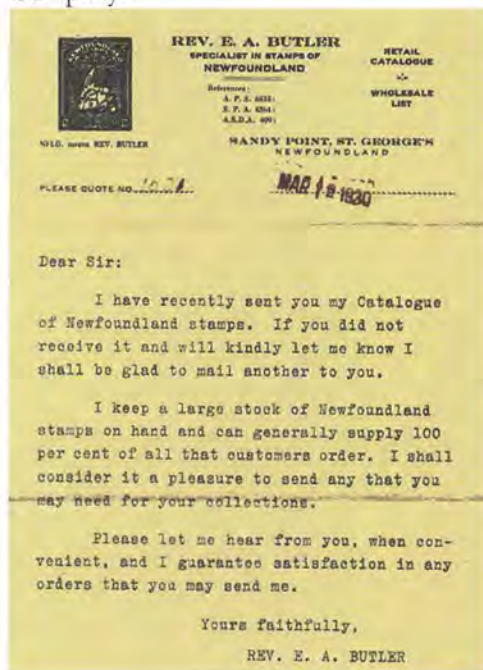 REV. E. A. BUTLER
SPECIALIST IN STAMPS OF
NEWFOUNDLAND
References:
A. P. S.
S. P. A.
A.S.D.A.
RETAIL
CATALOGUE
WHOLESALE
LIST
NFLD. means REV. BUTLER
SANDY POINT, ST. GEORGE'S
NEWFOUNDLAND
PLEASE QUOTE NO.
MAR 12 1930
Dear Sir:
I have recently sent you my Catalogue
of Newfoundland stamps. If you did not
receive it and will kindly let me know I
shall be glad to mail another to you.
I keep a large stock of Newfoundland
stamps on hand and can generally supply 100
per cent of all that customers order. I shall
consider it a pleasure to send any that you
may need for your collections.
Please let me hear from you, when con-
venient, and I guarantee satisfaction in any
orders that you may send me.
Yours faithfully,
REV. E. A. BUTLER